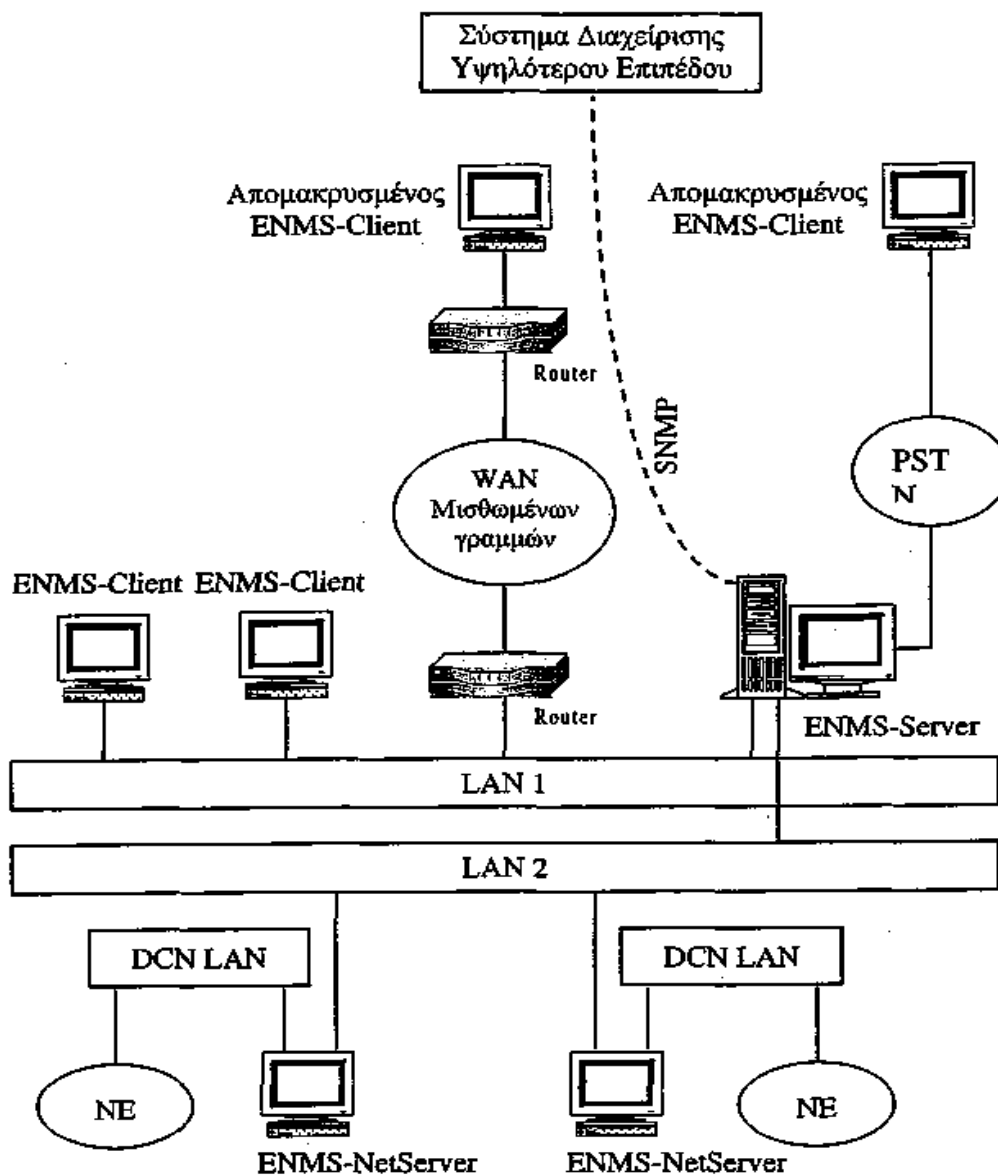 Σύστημα Διαχείρισης
Υψηλότερου Επιπέδου
Απομακρυσμένος
ENMS-Client
Απομακρυσμένος
ENMS-Client
Router
SNMP
PST
N
WAN
Μισθωμένων
γραμμών
ENMS-Client
ENMS-Client
Router
ENMS-Server
LAN 1
LAN 2
DCN LAN
DCN LAN
NE
NE
ENMS-NetServer
ENMS-NetServer